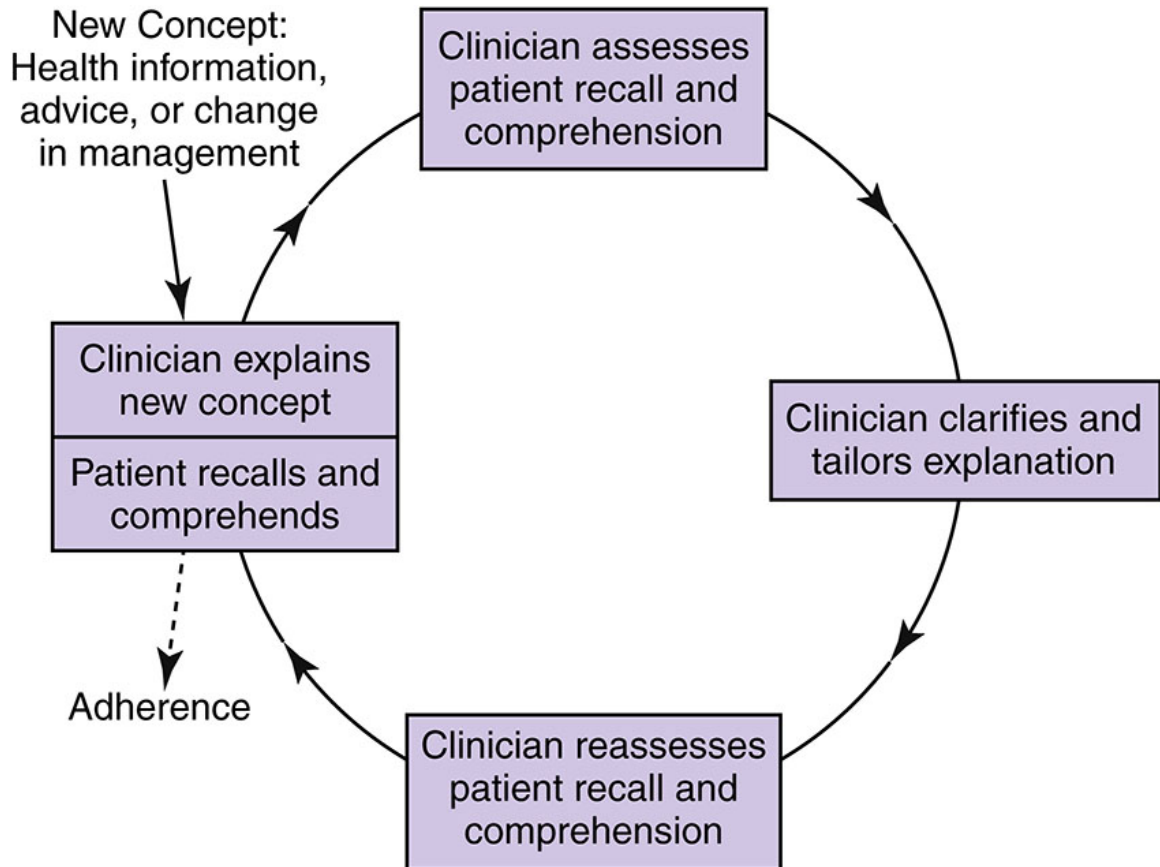 New Concept:
Health information,
advice, or change
in management
Clinician assesses
patient recall and
comprehension
Clinician explains
new concept
Patient recalls and
comprehends
Clinician clarifies and
tailors explanation
Adherence
Clinician reassesses
patient recall and
comprehension